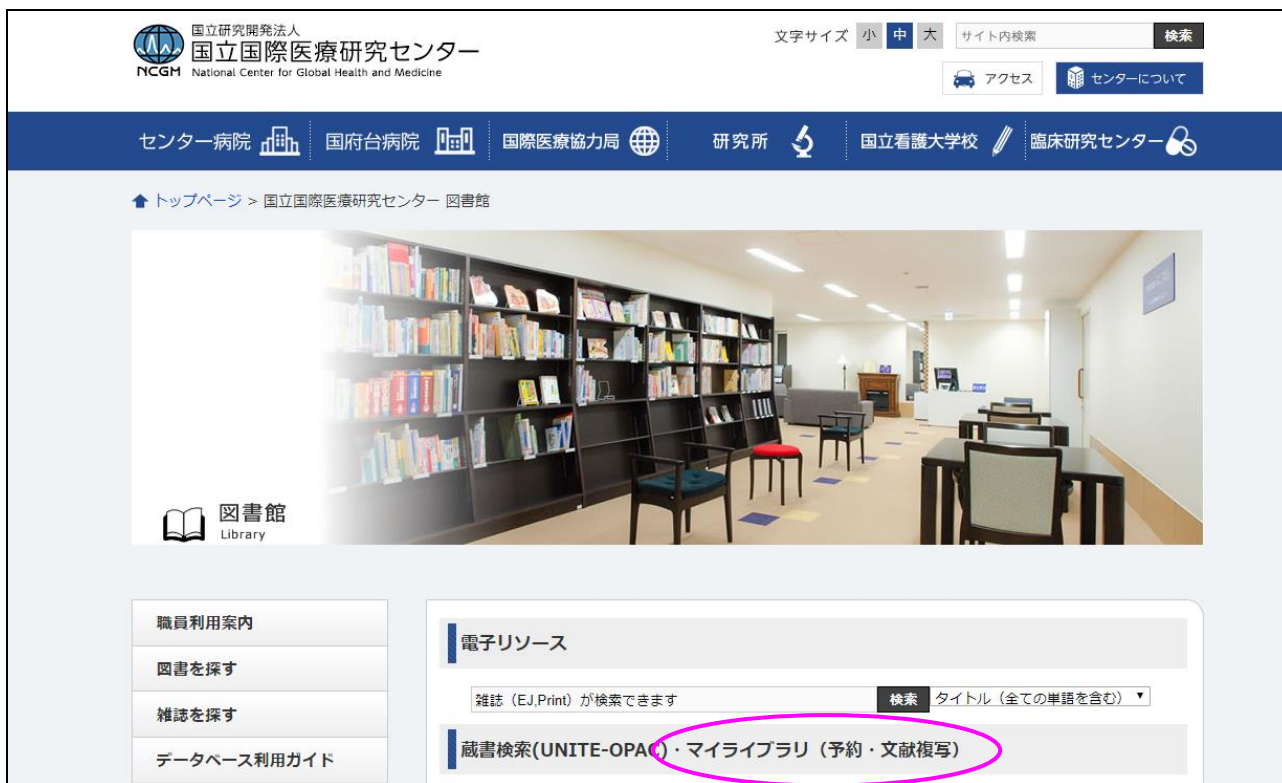 国立研究開発法人
国立国際医療研究センター
NCGM National Center for Global Health and Medicine
文字サイズ 小 中 大 サイト内検索 検索
アクセス センターについて
センター病院 国府台病院 国際医療協力局 研究所 国立看護大学校 臨床研究センター
トップページ > 国立国際医療研究センター 図書館
図書館
Library
職員利用案内
図書を探す
雑誌を探す
データベース利用ガイド
電子リソース
雑誌（EJ,Print）が検索できます 検索 タイトル（全ての単語を含む） ▼
蔵書検索(UNITE-OPAC)・マイライブラリ（予約・文献複写）